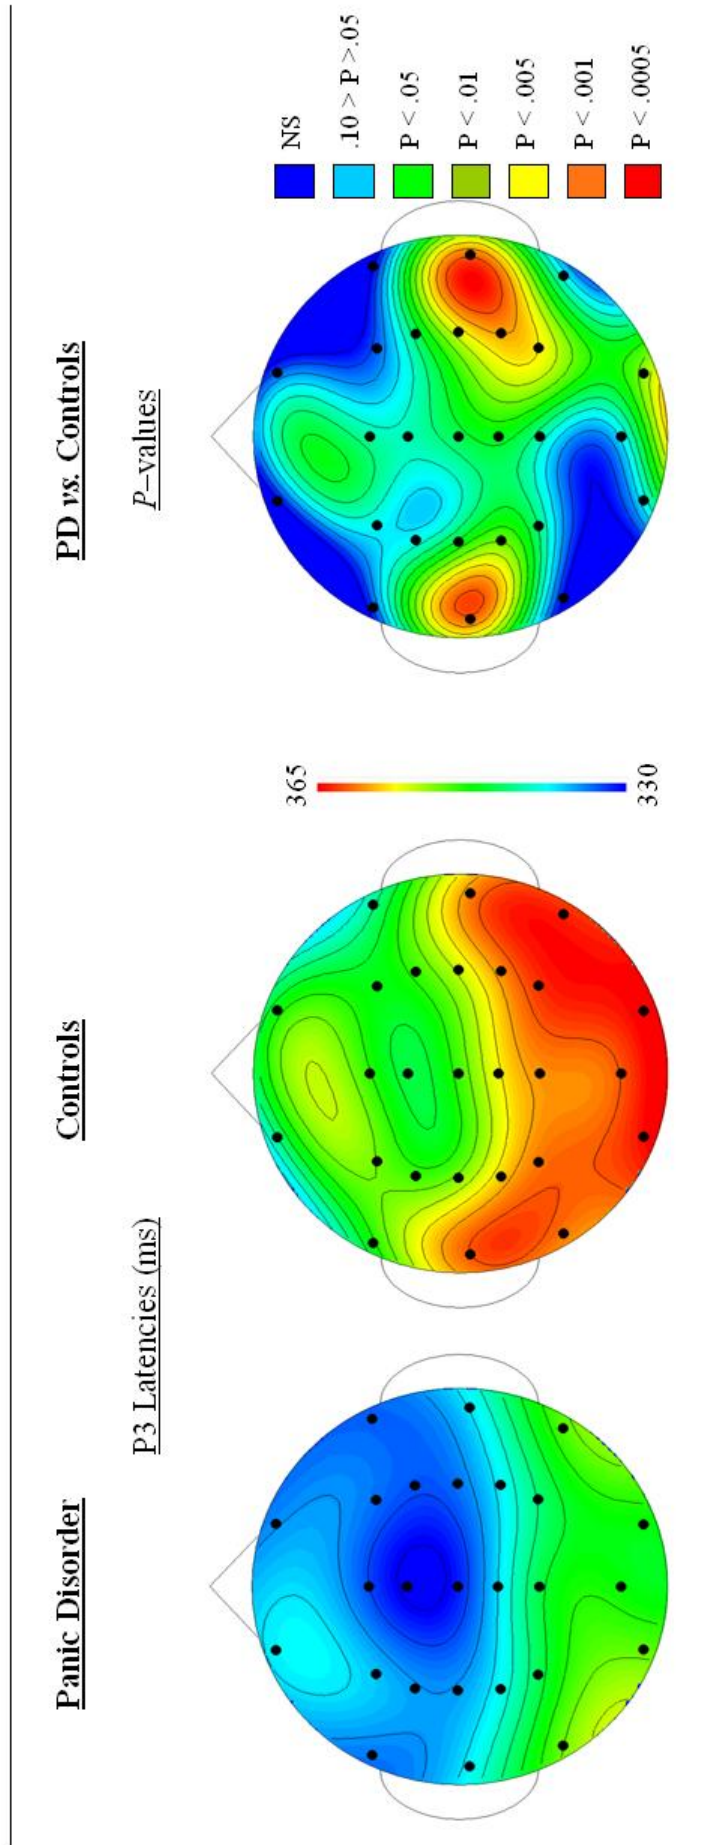 Panic Disorder
Controls
PD vs. Controls
P3 Latencies (ms)
P–values
365
330
NS
.10 > P >.05
P < .05
P < .01
P < .005
P < .001
P < .0005